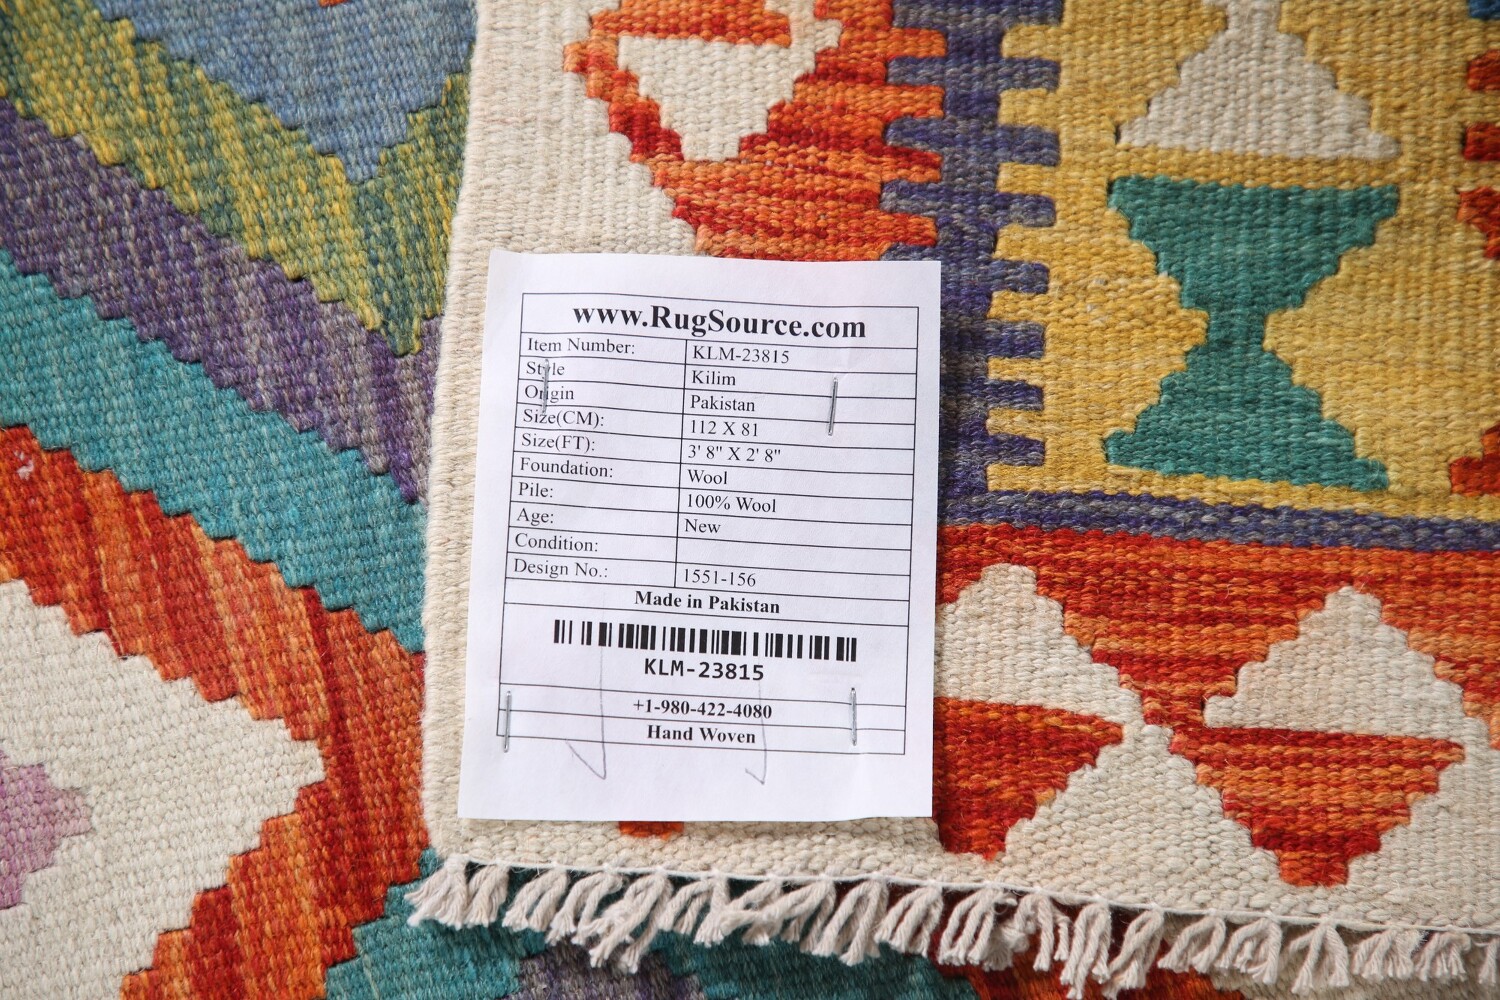 www.RugSource.com
Item Number: KLM-23815
Style Kilim
Origin Pakistan
Size(CM): 112 X 81
Size(FT): 3' 8" X 2' 8"
Foundation: Wool
Pile: 100% Wool
Age: New
Condition:
Design No.: 1551-156
Made in Pakistan
KLM-23815
+1-980-422-4080
Hand Woven